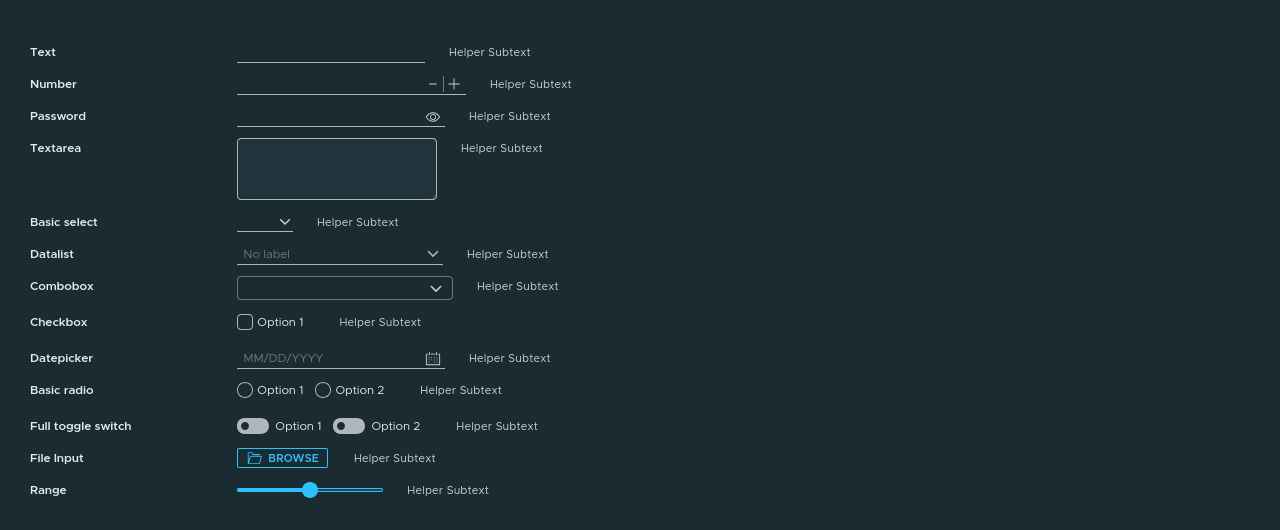 Text Helper Subtext
Number Helper Subtext
Password Helper Subtext
Textarea Helper Subtext
Basic select Helper Subtext
Datalist No label Helper Subtext
Combobox Helper Subtext
Checkbox Option 1 Helper Subtext
Datepicker MM/DD/YYYY Helper Subtext
Basic radio Option 1 Option 2 Helper Subtext
Full toggle switch Option 1 Option 2 Helper Subtext
File Input BROWSE Helper Subtext
Range Helper Subtext